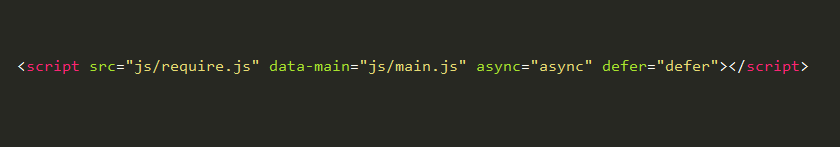 <script src="js/require.js" data-main="js/main.js" async="async" defer="defer"></script>